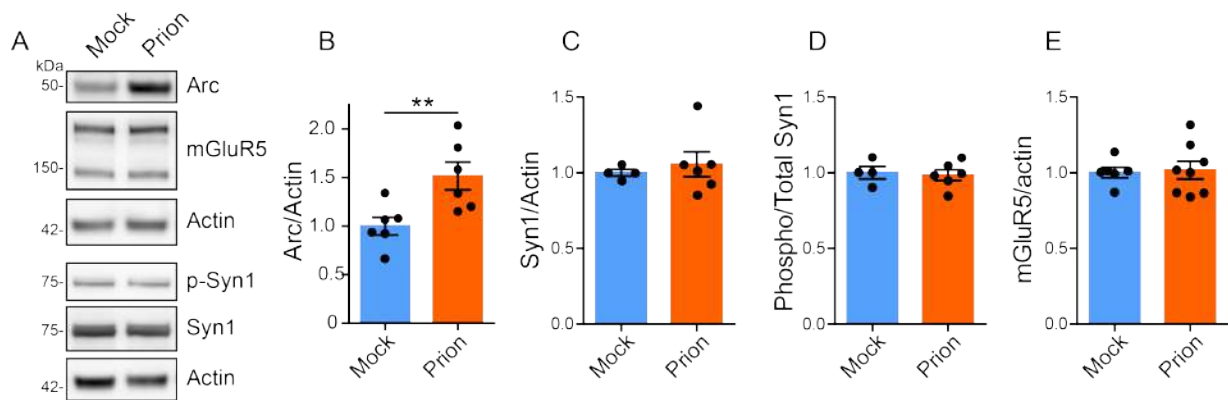 A
Mock
Prion
kDa
50-
Arc
mGluR5
150-
42-
Actin
75-
p-Syn1
75-
Syn1
42-
Actin
B
**
Arc/Actin
2.0
1.5
1.0
0.5
0
Mock
Prion
C
Syn1/Actin
1.5
1.0
0.5
0.0
Mock
Prion
D
Phospho/Total Syn1
1.5
1.0
0.5
0.0
Mock
Prion
E
mGluR5/actin
1.5
1.0
0.5
0.0
Mock
Prion